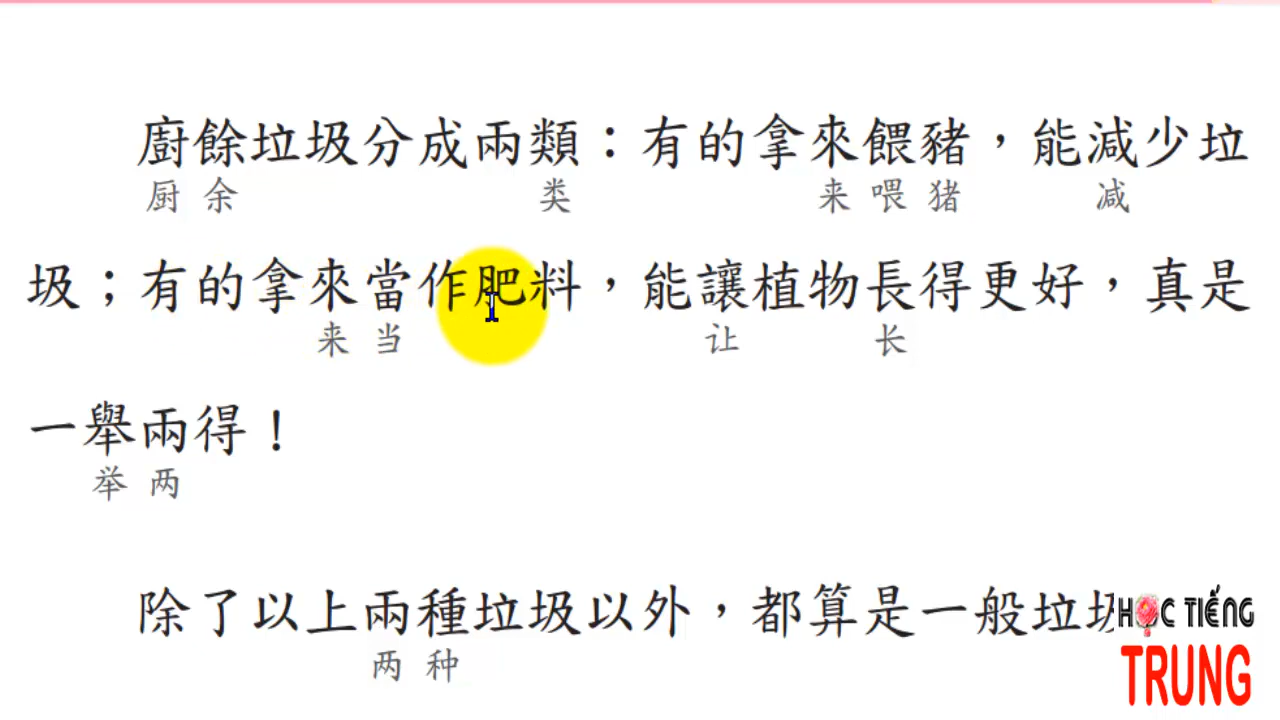 廚餘垃圾分成兩類：有的拿來餵豬，能減少垃
厨 余 类 来 喂 猪 减
圾；有的拿來當作肥料，能讓植物長得更好，真是
来 当 让 长
一舉兩得！
举 两
除了以上兩種垃圾以外，都算是一般垃圾
两 种
HỌC TIẾNG
TRUNG